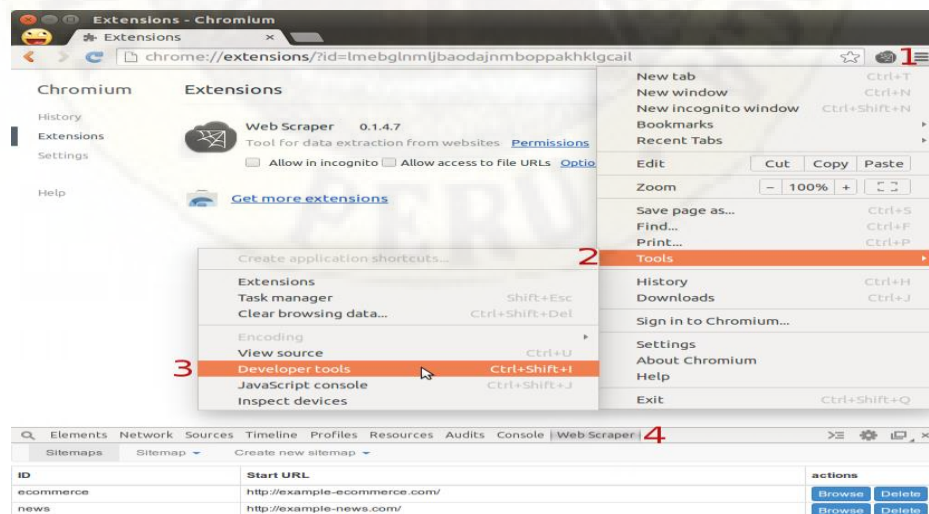 Extensions - Chromium
Extensions ×
chrome://extensions/?id=lmebglnmljbaodajnmboppakhklgcail
1
Chromium
History
Extensions
Settings
Help
Extensions
Web Scraper 0.1.4.7
Tool for data extraction from websites Permissions
Allow in incognito Allow access to file URLs Optio
Get more extensions
New tab Ctrl+T
New window Ctrl+N
New incognito window Ctrl+Shift+N
Bookmarks
Recent Tabs
Edit Cut Copy Paste
Zoom - 100% +
Save page as... Ctrl+S
Find... Ctrl+F
Print... Ctrl+P
2
Tools
History Ctrl+H
Downloads Ctrl+J
Sign in to Chromium...
Settings
About Chromium
Help
Exit Ctrl+Shift+Q
Create application shortcuts...
Extensions
Task manager Shift+Esc
Clear browsing data... Ctrl+Shift+Del
Encoding
View source Ctrl+U
3
Developer tools Ctrl+Shift+I
JavaScript console Ctrl+Shift+J
Inspect devices
Elements Network Sources Timeline Profiles Resources Audits Console Web Scraper 4
Sitemaps Sitemap Create new sitemap
ID Start URL actions
ecommerce http://example-ecommerce.com/ Browse Delete
news http://example-news.com/ Browse Delete